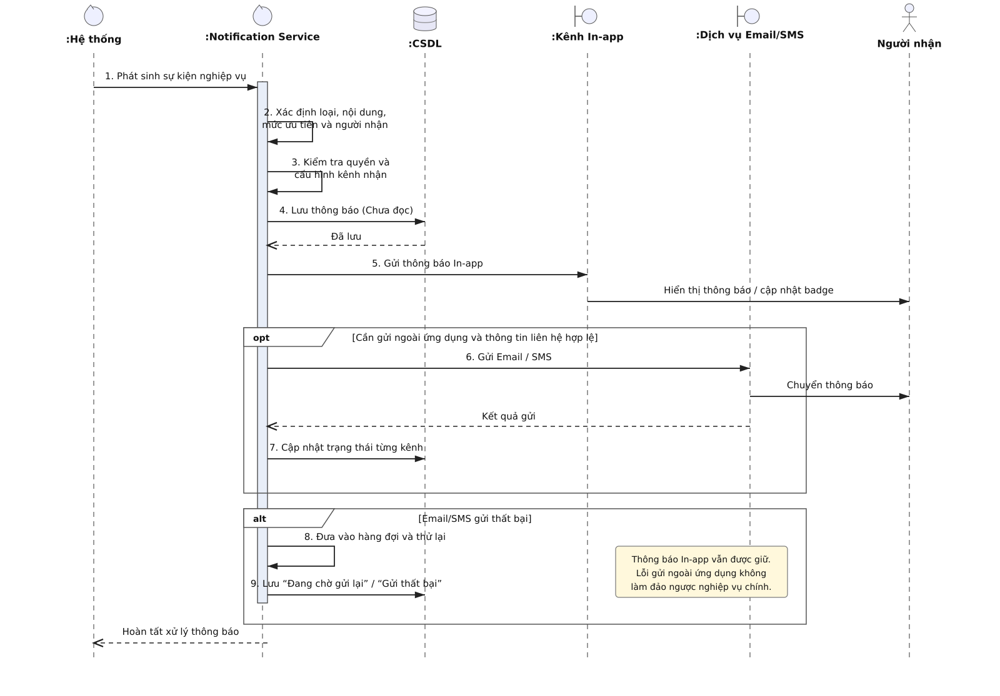 :Hệ thống
:Notification Service
:CSDL
:Kênh In-app
:Dịch vụ Email/SMS
Người nhận
1. Phát sinh sự kiện nghiệp vụ
2. Xác định loại, nội dung,
mức ưu tiên và người nhận
3. Kiểm tra quyền và
cấu hình kênh nhận
4. Lưu thông báo (Chưa đọc)
Đã lưu
5. Gửi thông báo In-app
Hiển thị thông báo / cập nhật badge
opt
[Cần gửi ngoài ứng dụng và thông tin liên hệ hợp lệ]
6. Gửi Email / SMS
Chuyển thông báo
Kết quả gửi
7. Cập nhật trạng thái từng kênh
alt
[Email/SMS gửi thất bại]
8. Đưa vào hàng đợi và thử lại
Thông báo In-app vẫn được giữ.
Lỗi gửi ngoài ứng dụng không
làm đảo ngược nghiệp vụ chính.
9. Lưu “Đang chờ gửi lại” / “Gửi thất bại”
Hoàn tất xử lý thông báo